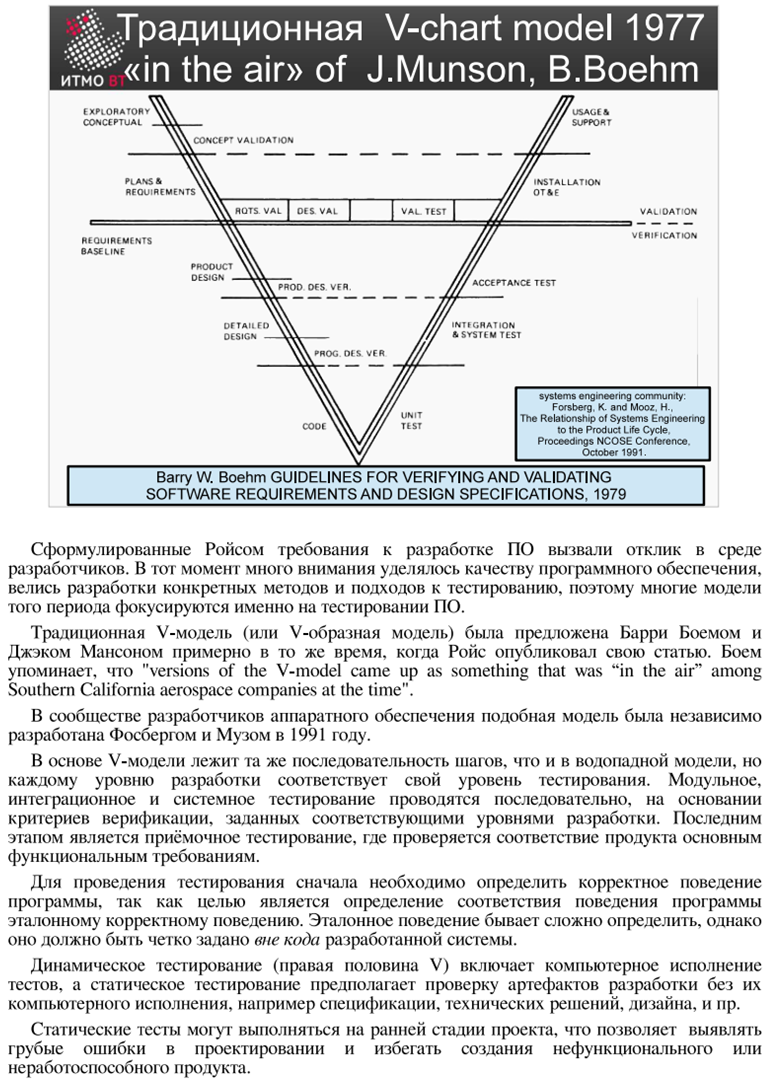 Традиционная V-chart model 1977
«in the air» of J.Munson, B.Boehm
ИТМО ВТ
EXPLORATORY
CONCEPTUAL
USAGE &
SUPPORT
CONCEPT VALIDATION
PLANS &
REQUIREMENTS
INSTALLATION
OT & E
RQTS. VAL
DES. VAL
VAL. TEST
VALIDATION
VERIFICATION
REQUIREMENTS
BASELINE
PRODUCT
DESIGN
PROD. DES. VER.
ACCEPTANCE TEST
DETAILED
DESIGN
INTEGRATION
& SYSTEM TEST
PROG. DES. VER.
CODE
UNIT
TEST
systems engineering community:
Forsberg, K. and Mooz, H.,
The Relationship of Systems Engineering
to the Product Life Cycle,
Proceedings NCOSE Conference,
October 1991.
Barry W. Boehm GUIDELINES FOR VERIFYING AND VALIDATING
SOFTWARE REQUIREMENTS AND DESIGN SPECIFICATIONS, 1979
Сформулированные Ройсом требования к разработке ПО вызвали отклик в среде
разработчиков. В тот момент много внимания уделялось качеству программного обеспечения,
велись разработки конкретных методов и подходов к тестированию, поэтому многие модели
того периода фокусируются именно на тестировании ПО.
Традиционная V-модель (или V-образная модель) была предложена Барри Боемом и
Джэком Мансоном примерно в то же время, когда Ройс опубликовал свою статью. Боем
упоминает, что "versions of the V-model came up as something that was “in the air” among
Southern California aerospace companies at the time".
В сообществе разработчиков аппаратного обеспечения подобная модель была независимо
разработана Фосбергом и Музом в 1991 году.
В основе V-модели лежит та же последовательность шагов, что и в водопадной модели, но
каждому уровню разработки соответствует свой уровень тестирования. Модульное,
интеграционное и системное тестирование проводятся последовательно, на основании
критериев верификации, заданных соответствующими уровнями разработки. Последним
этапом является приёмочное тестирование, где проверяется соответствие продукта основным
функциональным требованиям.
Для проведения тестирования сначала необходимо определить корректное поведение
программы, так как целью является определение соответствия поведения программы
эталонному корректному поведению. Эталонное поведение бывает сложно определить, однако
оно должно быть четко задано вне кода разработанной системы.
Динамическое тестирование (правая половина V) включает компьютерное исполнение
тестов, а статическое тестирование предполагает проверку артефактов разработки без их
компьютерного исполнения, например спецификации, технических решений, дизайна, и пр.
Статические тесты могут выполняться на ранней стадии проекта, что позволяет выявлять
грубые ошибки в проектировании и избегать создания нефункционального или
неработоспособного продукта.